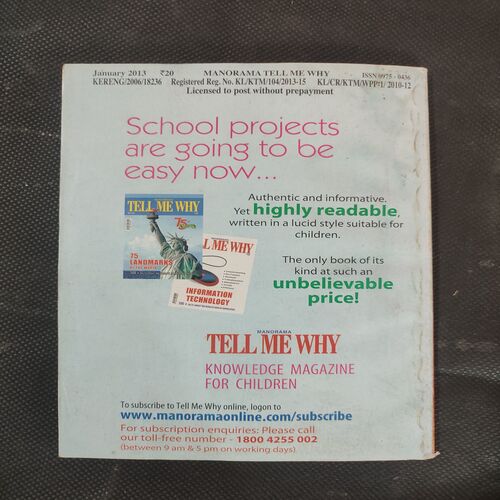 January 2013 ₹20 MANORAMA TELL ME WHY ISSN 0975 - 0436
KERENG/2006/18236 Registered Reg. No. KL/KTM/104/2013-15 KL/CR/KTM/WPP#1/ 2010-12
Licensed to post without prepayment
School projects
are going to be
easy now...
Authentic and informative.
Yet highly readable,
written in a lucid style suitable for
children.
TELL ME WHY
75
75
LANDMARKS
L ME WHY
INFORMATION
TECHNOLOGY
The only book of its
kind at such an
unbelievable
price!
MANORAMA
TELL ME WHY
KNOWLEDGE MAGAZINE
FOR CHILDREN
To subscribe to Tell Me Why online, logon to
www.manoramaonline.com/subscribe
For subscription enquiries: Please call
our toll-free number - 1800 4255 002
(between 9 am & 5 pm on working days)